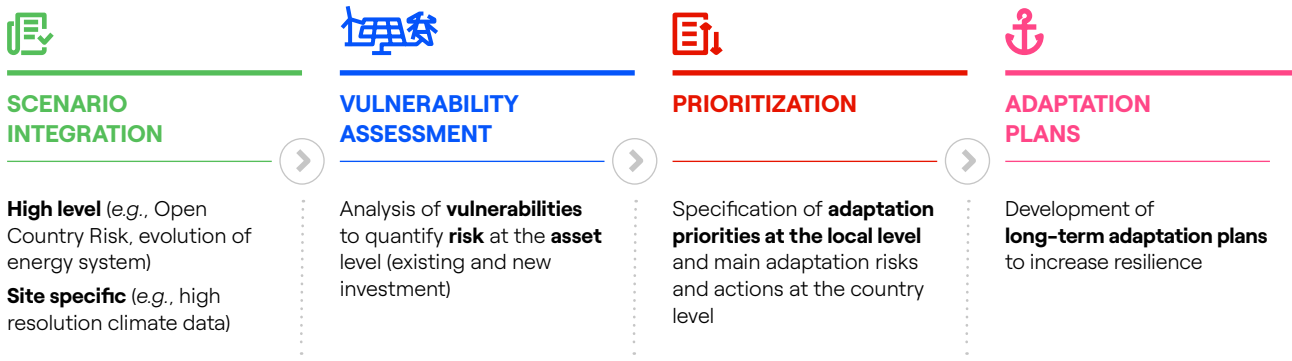 SCENARIO
INTEGRATION
High level (e.g., Open
Country Risk, evolution of
energy system)
Site specific (e.g., high
resolution climate data)
VULNERABILITY
ASSESSMENT
Analysis of vulnerabilities
to quantify risk at the asset
level (existing and new
investment)
PRIORITIZATION
Specification of adaptation
priorities at the local level
and main adaptation risks
and actions at the country
level
ADAPTATION
PLANS
Development of
long-term adaptation plans
to increase resilience